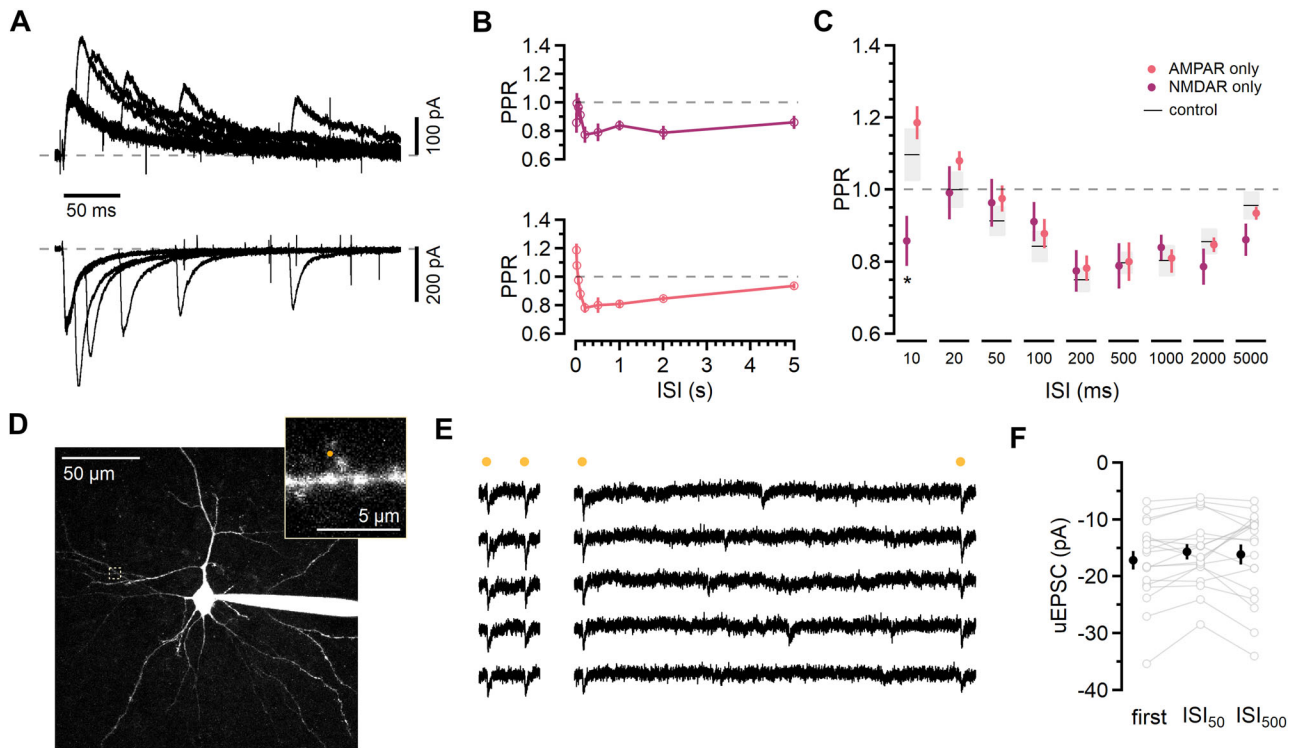 A
100 pA
50 ms
200 pA
B
1.4
1.2
PPR
1.0
0.8
0.6
1.4
1.2
PPR
1.0
0.8
0.6
0 1 2 3 4 5
ISI (s)
C
1.4
AMPAR only
NMDAR only
control
1.2
PPR
1.0
0.8
*
0.6
10 20 50 100 200 500 1000 2000 5000
ISI (ms)
D
50 µm
5 µm
E
F
0
-10
-20
uEPSC (pA)
-30
-40
first ISI50 ISI500